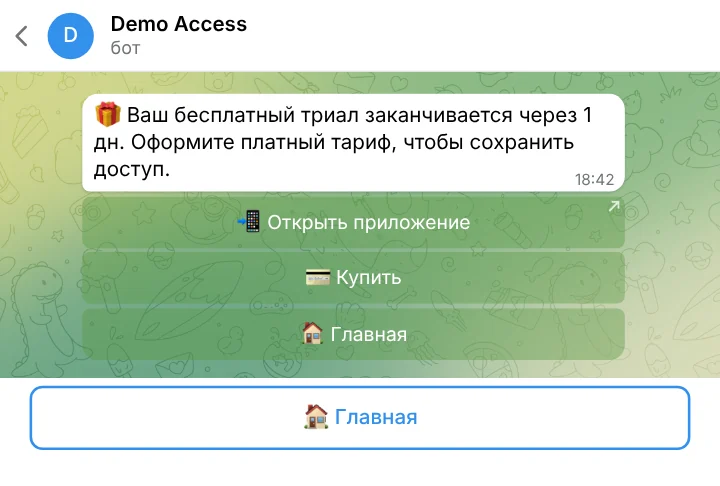 D
Demo Access
бот
🎁 Ваш бесплатный триал заканчивается через 1
дн. Оформите платный тариф, чтобы сохранить
доступ.
18:42
📲 Открыть приложение
💳 Купить
🏠 Главная
🏠 Главная